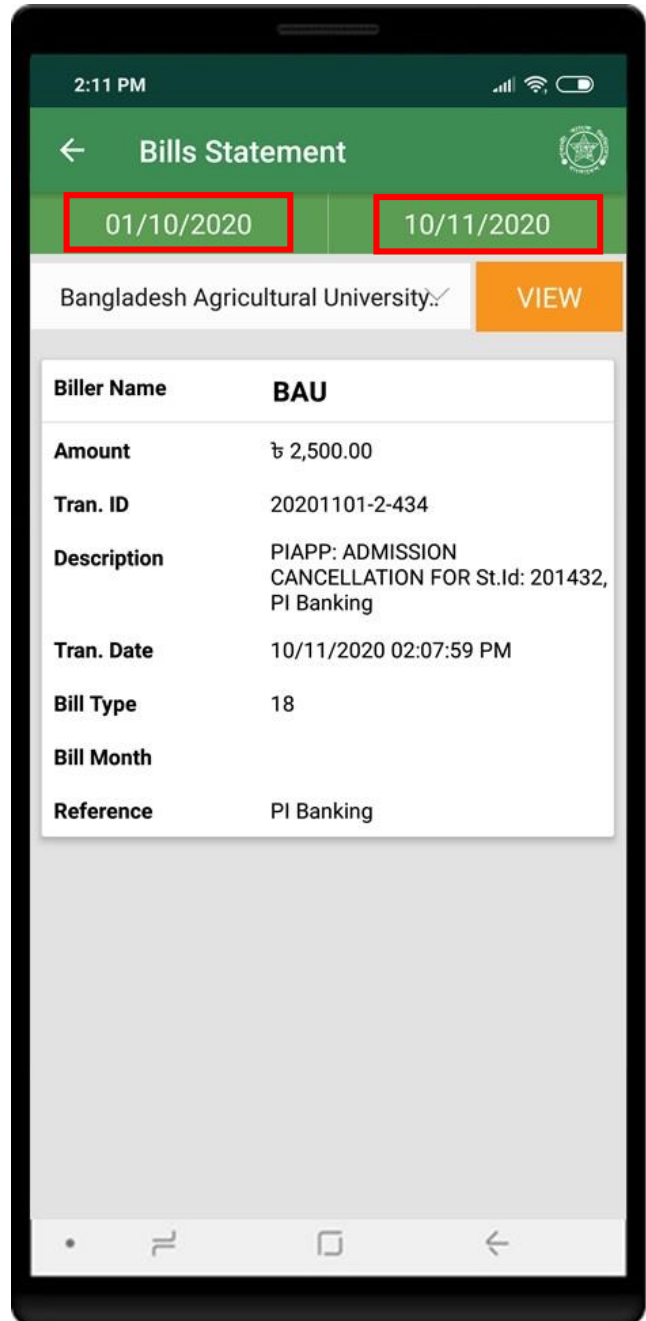 2:11 PM
Bills Statement
01/10/2020 10/11/2020
Bangladesh Agricultural University.. VIEW
Biller Name BAU
Amount ৳ 2,500.00
Tran. ID 20201101-2-434
Description PIAPP: ADMISSION
CANCELLATION FOR St.Id: 201432,
PI Banking
Tran. Date 10/11/2020 02:07:59 PM
Bill Type 18
Bill Month
Reference PI Banking